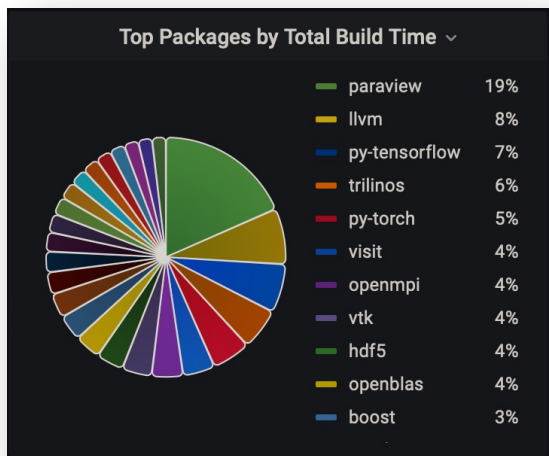 Top Packages by Total Build Time
paraview 19%
llvm 8%
py-tensorflow 7%
trilinos 6%
py-torch 5%
visit 4%
openmpi 4%
vtk 4%
hdf5 4%
openblas 4%
boost 3%